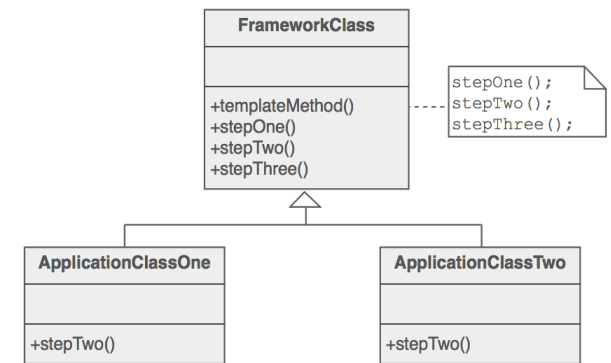 FrameworkClass
+templateMethod()
+stepOne()
+stepTwo()
+stepThree()
stepOne();
stepTwo();
stepThree();
ApplicationClassOne
+stepTwo()
ApplicationClassTwo
+stepTwo()